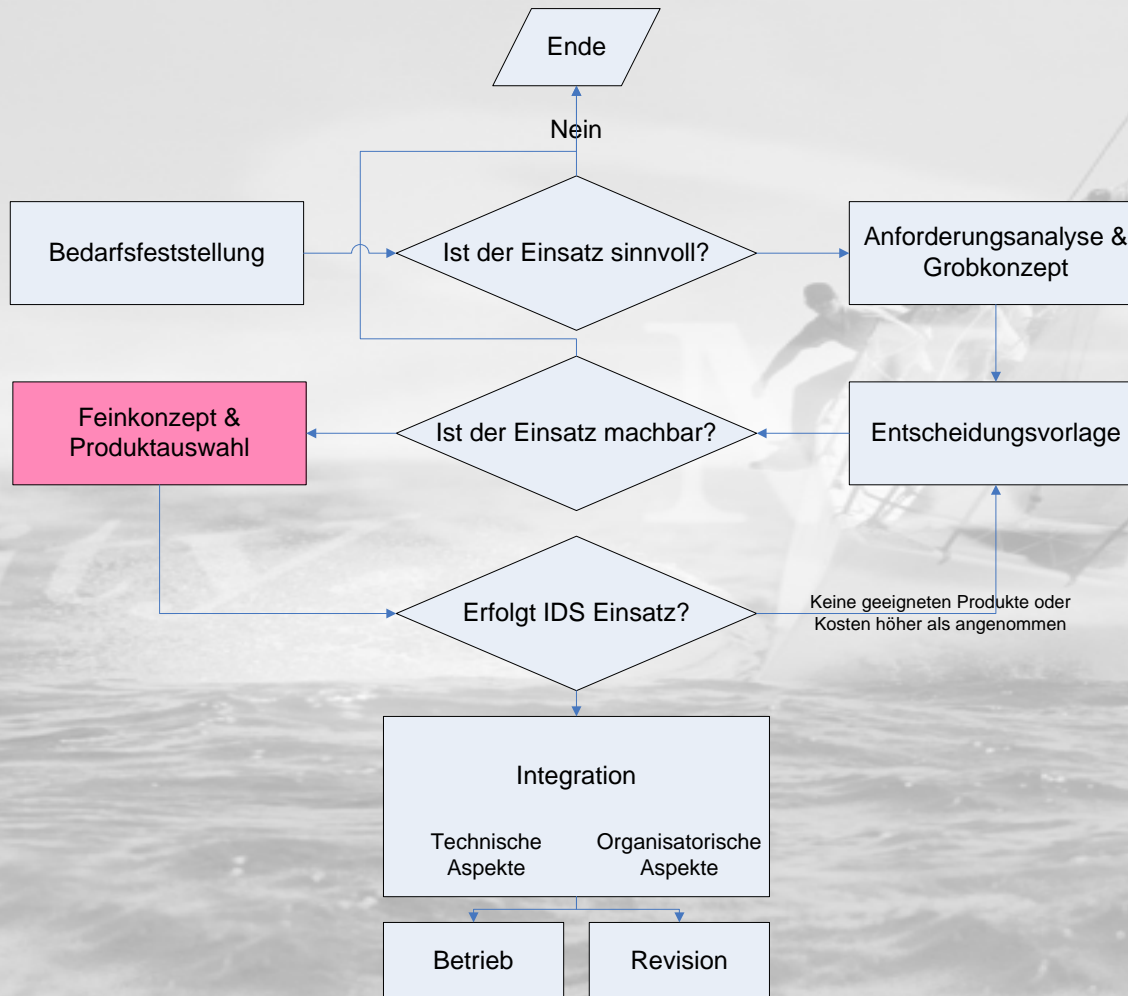 Ende
Nein
Bedarfsfeststellung
Ist der Einsatz sinnvoll?
Anforderungsanalyse &
Grobkonzept
Feinkonzept &
Produktauswahl
Ist der Einsatz machbar?
Entscheidungsvorlage
Erfolgt IDS Einsatz?
Keine geeigneten Produkte oder
Kosten höher als angenommen
Integration
Technische
Aspekte
Organisatorische
Aspekte
Betrieb
Revision